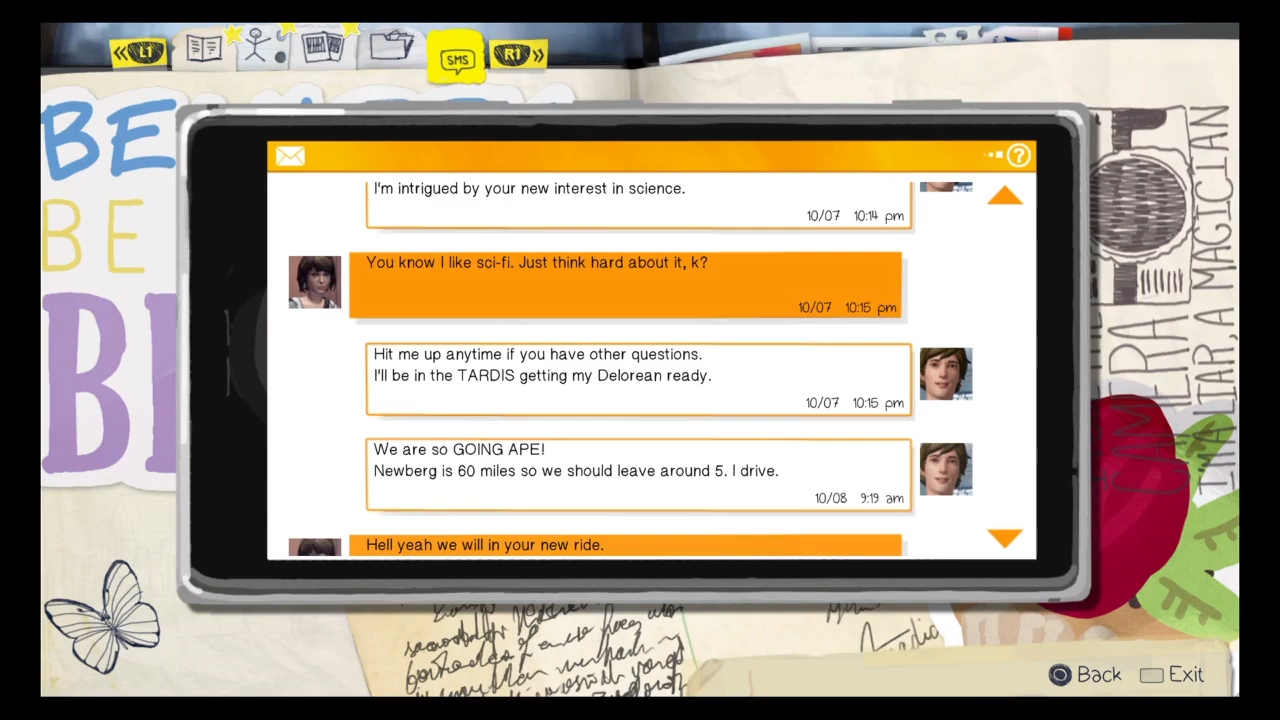 L1
SMS
R1
BE
BE
I'm intrigued by your new interest in science.
10/07 10:14 pm
You know I like sci-fi. Just think hard about it, k?
10/07 10:15 pm
Hit me up anytime if you have other questions.
I'll be in the TARDIS getting my Delorean ready.
10/07 10:15 pm
We are so GOING APE!
Newberg is 60 miles so we should leave around 5. I drive.
10/08 9:19 am
Hell yeah we will in your new ride.
CAMERA
LIAR, A MAGICIAN
Back
Exit